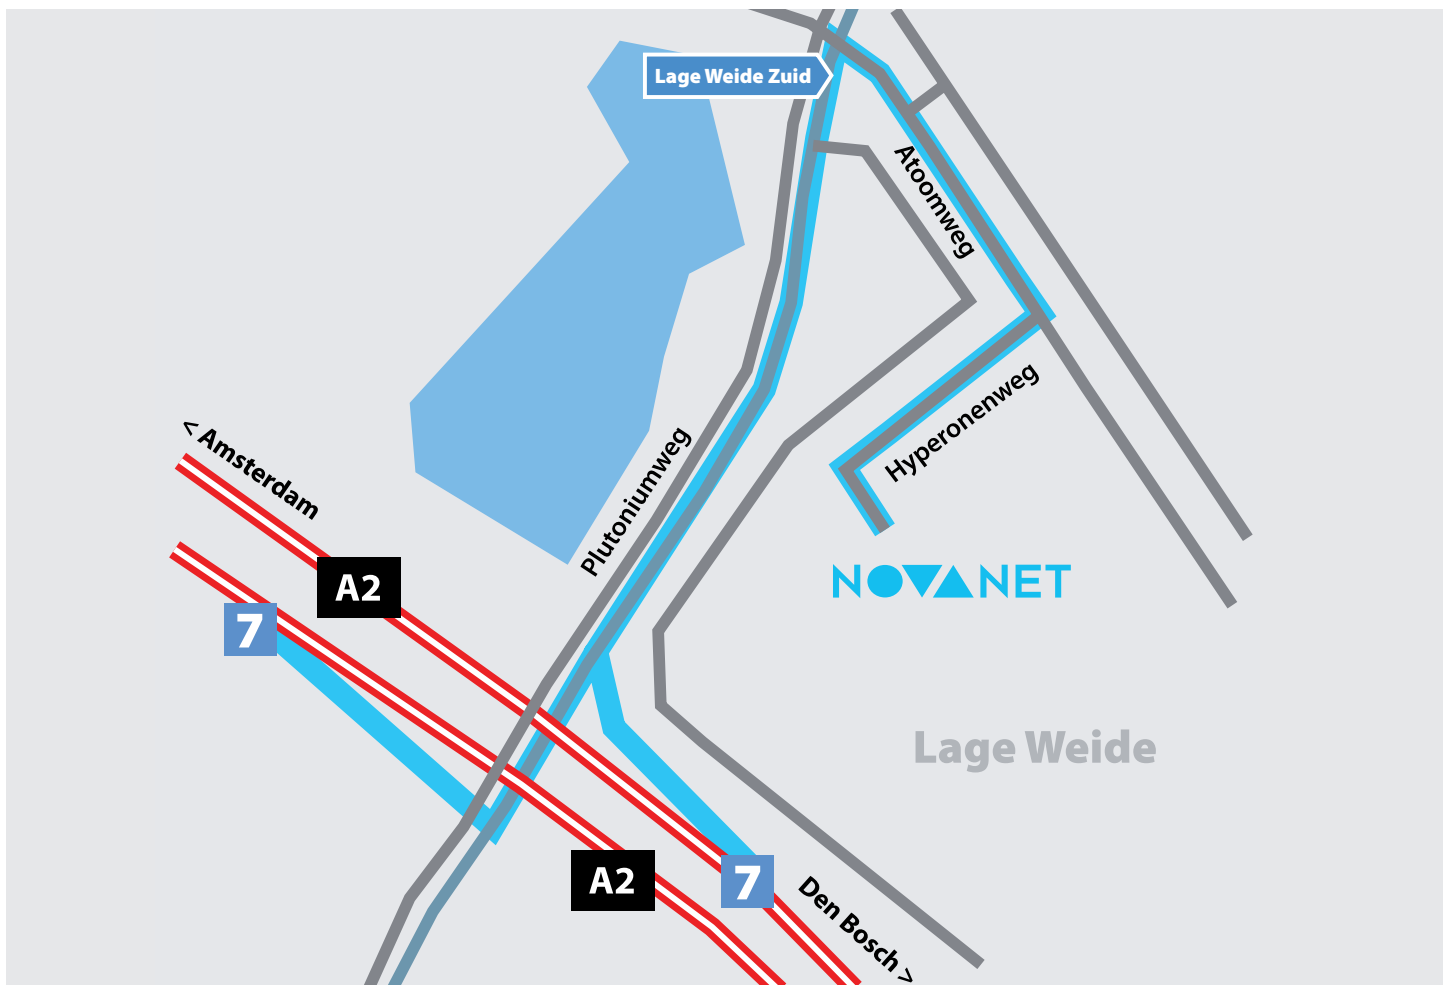 Lage Weide Zuid
Atoomweg
Hyperonenweg
< Amsterdam
Plutoniumweg
A2
7
NOVANET
Lage Weide
A2
7
Den Bosch >